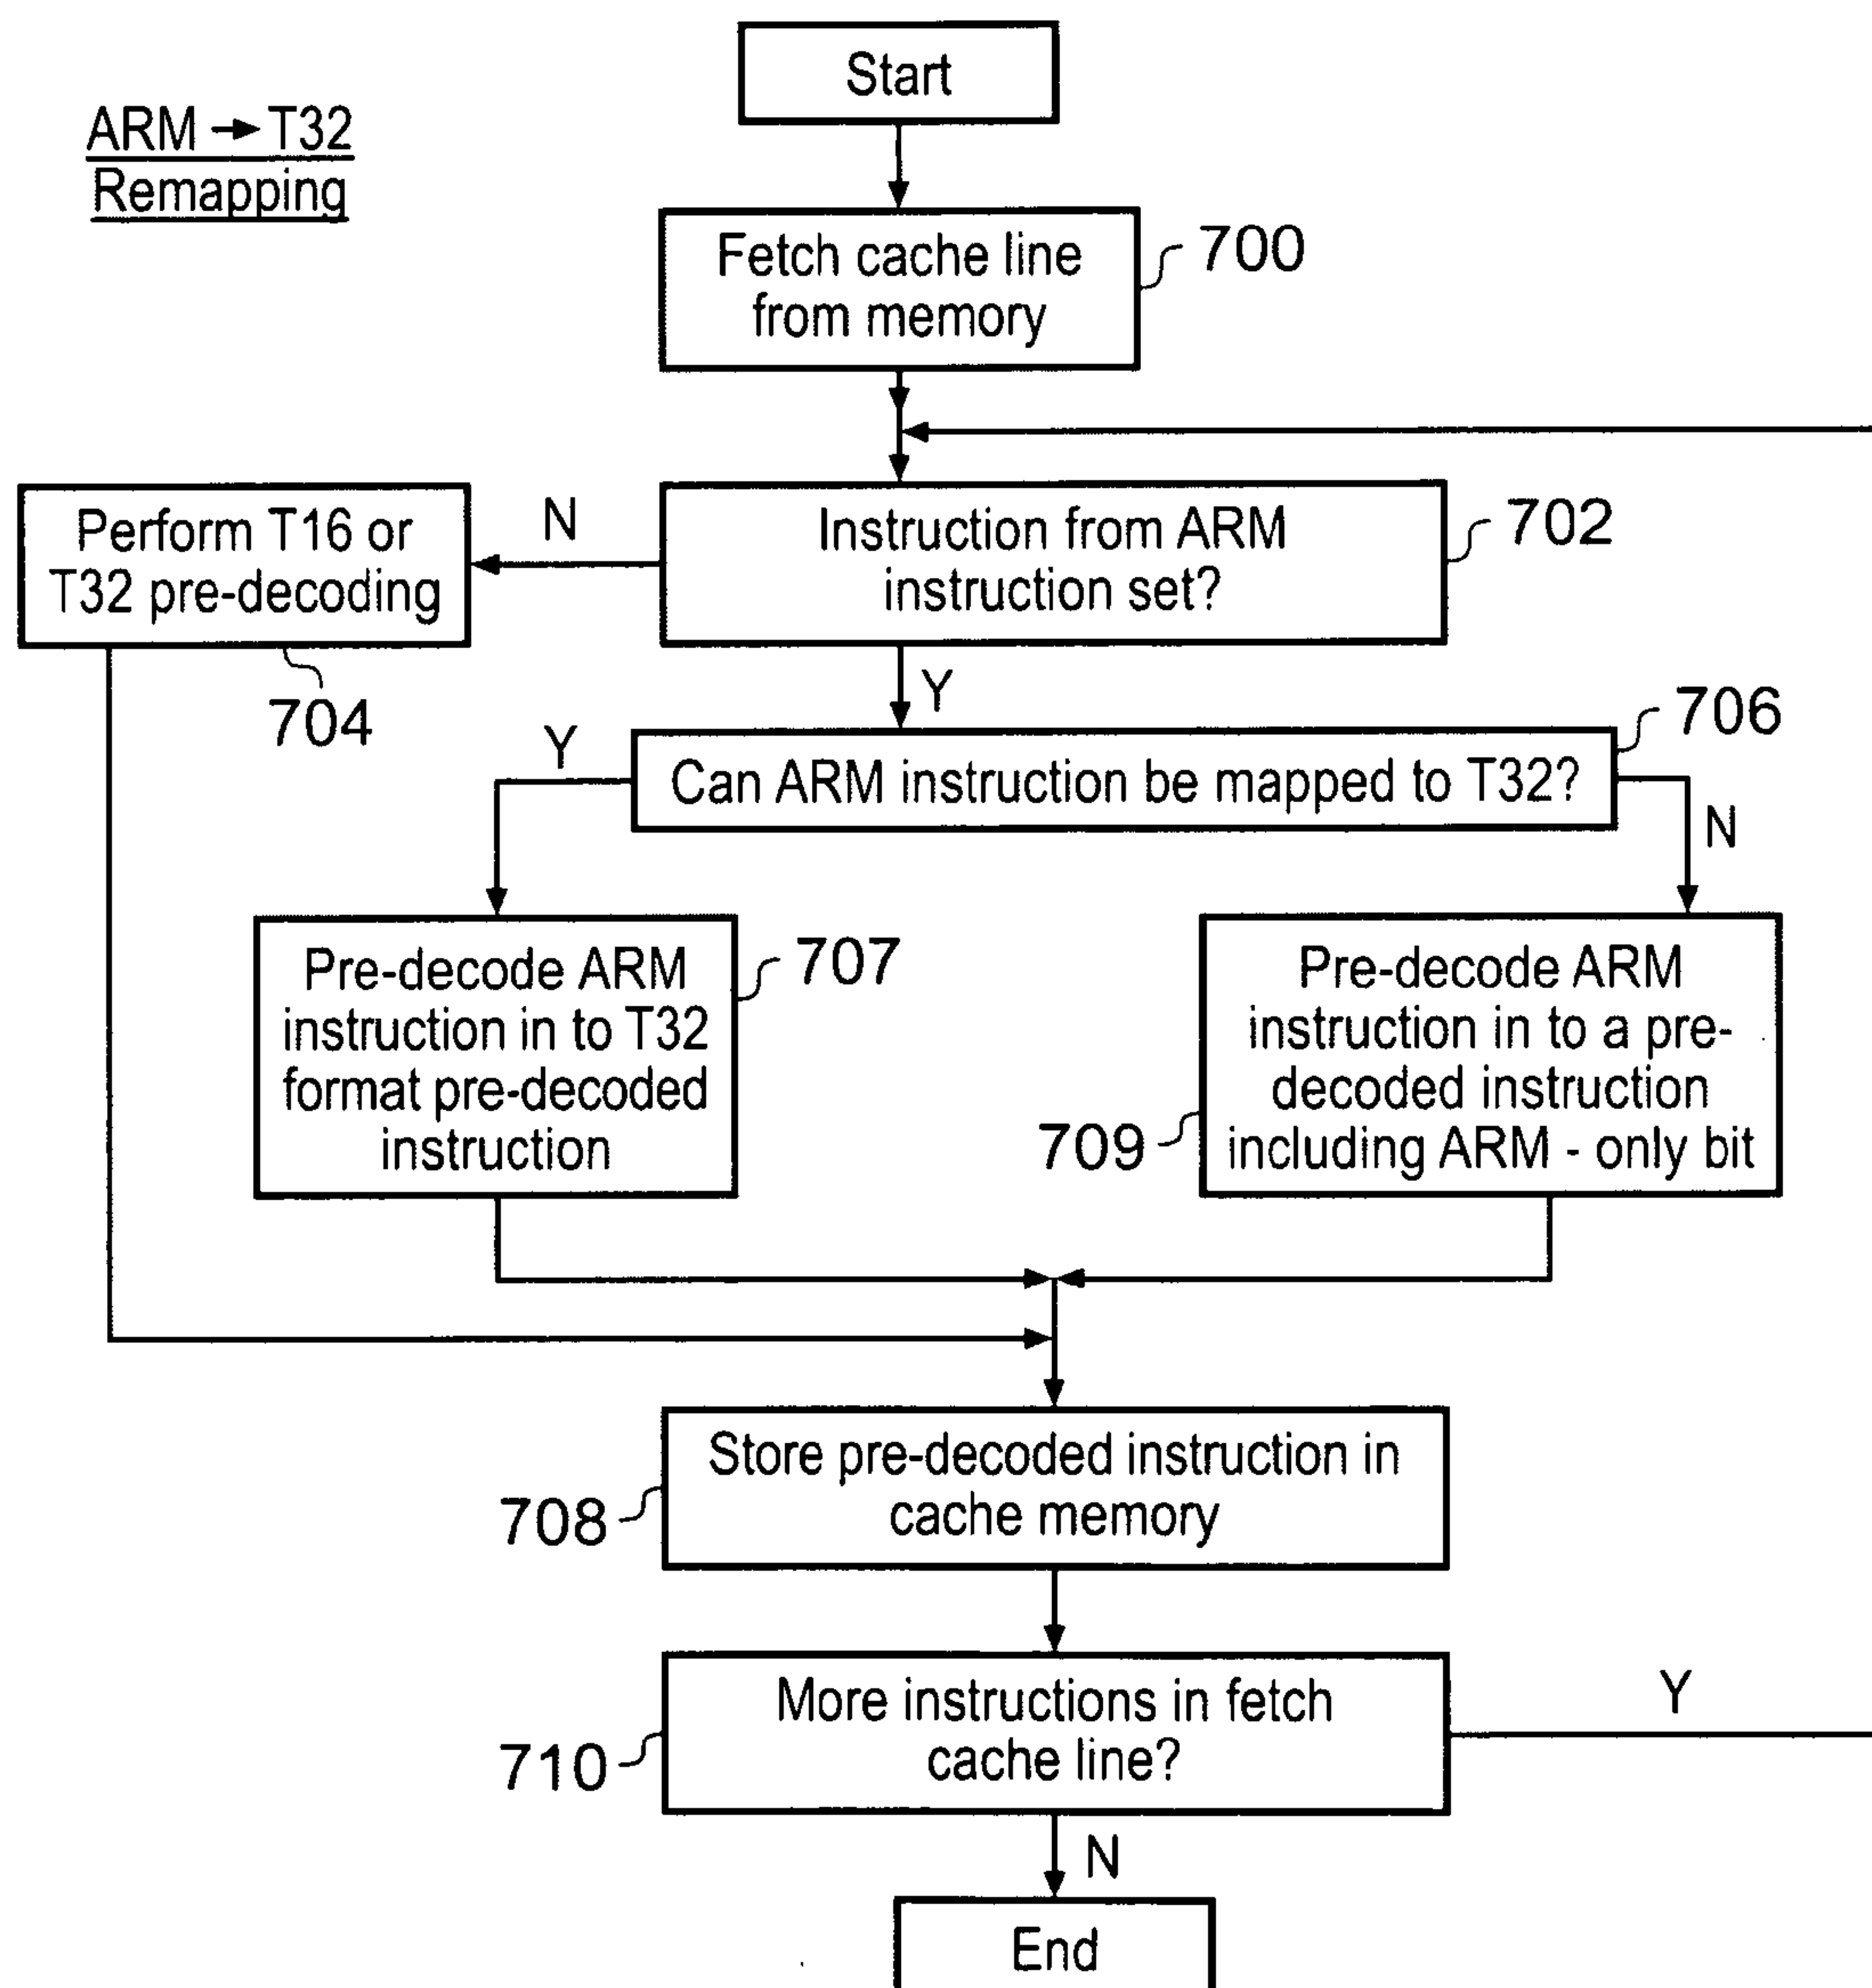 Start
ARM → T32
Remapping
Fetch cache line
from memory
700
Instruction from ARM
instruction set?
702
N
Perform T16 or
T32 pre-decoding
704
Y
Can ARM instruction be mapped to T32?
706
Y
N
Pre-decode ARM
instruction in to T32
format pre-decoded
instruction
707
Pre-decode ARM
instruction in to a pre-
decoded instruction
including ARM - only bit
709
Store pre-decoded instruction in
cache memory
708
More instructions in fetch
cache line?
710
Y
N
End